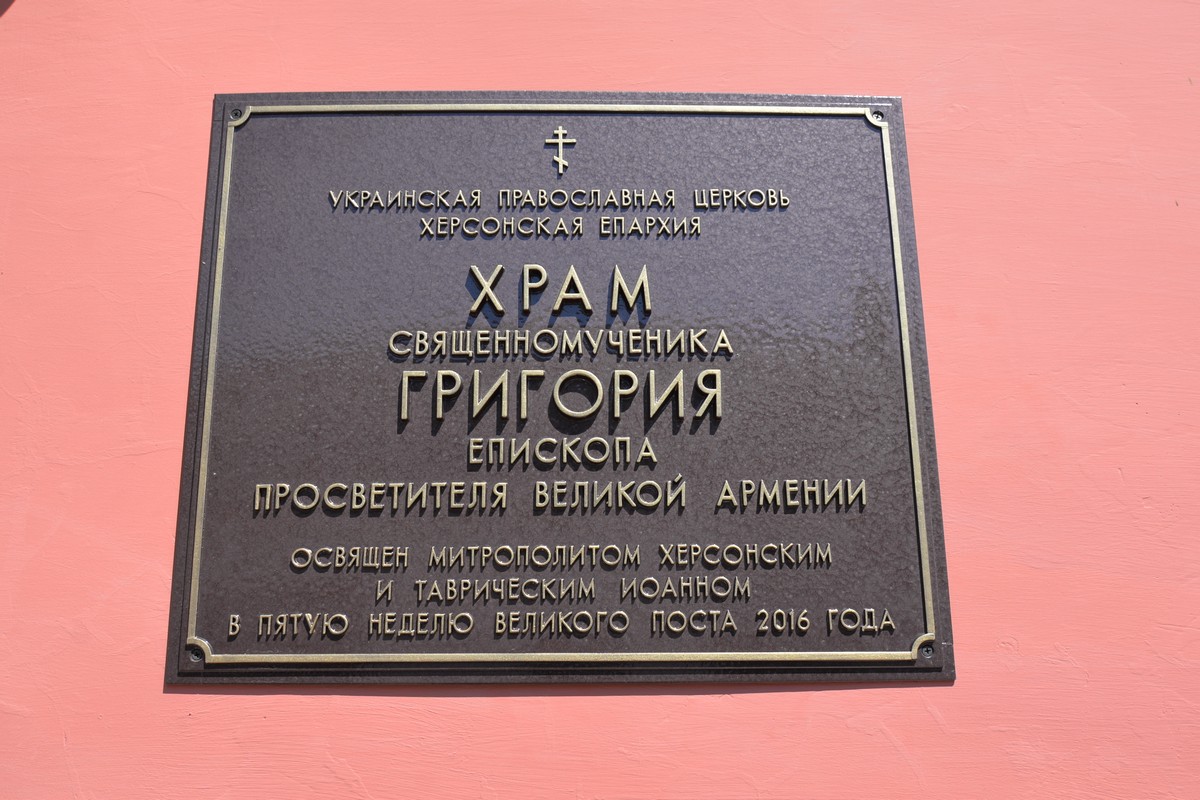 УКРАИНСКАЯ ПРАВОСЛАВНАЯ ЦЕРКОВЬ
ХЕРСОНСКАЯ ЕПАРХИЯ
ХРАМ
СВЯЩЕННОМУЧЕНИКА
ГРИГОРИЯ
ЕПИСКОПА
ПРОСВЕТИТЕЛЯ ВЕЛИКОЙ АРМЕНИИ
ОСВЯЩЕН МИТРОПОЛИТОМ ХЕРСОНСКИМ
И ТАВРИЧЕСКИМ ИОАННОМ
В ПЯТУЮ НЕДЕЛЮ ВЕЛИКОГО ПОСТА 2016 ГОДА